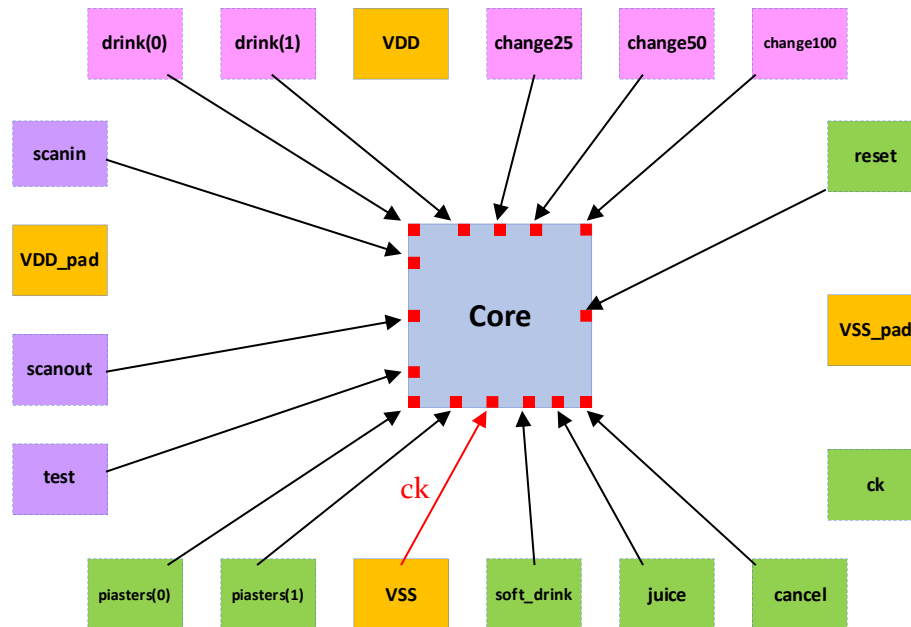 drink(0)
drink(1)
VDD
change25
change50
change100
scanin
reset
VDD_pad
Core
VSS_pad
scanout
test
ck
ck
piasters(0)
piasters(1)
VSS
soft_drink
juice
cancel